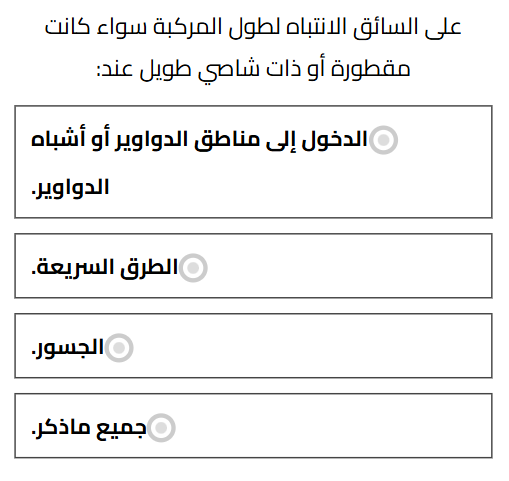 على السائق الانتباه لطول المركبة سواء كانت
مقطورة أو ذات شاصي طويل عند:
الدخول إلى مناطق الدواوير أو أشباه
الدواوير.
الطرق السريعة.
الجسور.
جميع ماذكر.